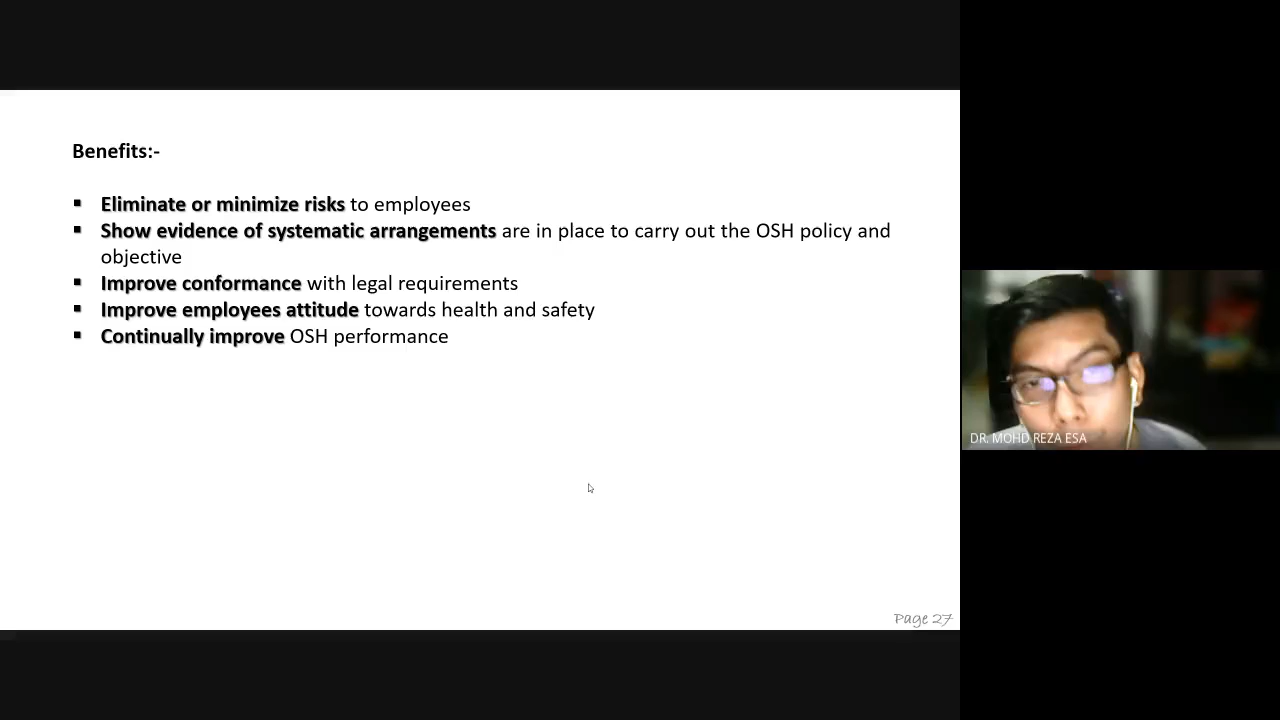 Benefits:-
▪ Eliminate or minimize risks to employees
▪ Show evidence of systematic arrangements are in place to carry out the OSH policy and
objective
▪ Improve conformance with legal requirements
▪ Improve employees attitude towards health and safety
▪ Continually improve OSH performance
DR. MOHD REZA ESA
Page 27